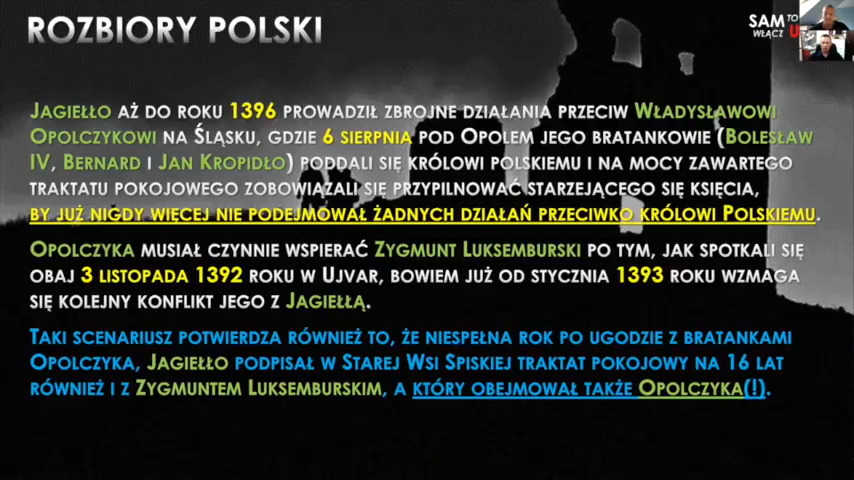 ROZBIORY POLSKI
SAM TO
WŁĄCZ
JAGIEŁŁO AŻ DO ROKU 1396 PROWADZIŁ ZBROJNE DZIAŁANIA PRZECIW WŁADYSŁAWOWI
OPOLCZYKOWI NA ŚLĄSKU, GDZIE 6 SIERPNIA POD OPOLEM JEGO BRATANKOWIE (BOLESŁAW
IV, BERNARD I JAN KROPIDŁO) PODDALI SIĘ KRÓLOWI POLSKIEMU I NA MOCY ZAWARTEGO
TRAKTATU POKOJOWEGO ZOBOWIĄZALI SIĘ PRZYPILNOWAĆ STARZEJĄCEGO SIĘ KSIĘCIA,
BY JUŻ NIGDY WIĘCEJ NIE PODEJMOWAŁ ŻADNYCH DZIAŁAŃ PRZECIWKO KRÓLOWI POLSKIEMU.
OPOLCZYKA MUSIAŁ CZYNNIE WSPIERAĆ ZYGMUNT LUKSEMBURSKI PO TYM, JAK SPOTKALI SIĘ
OBAJ 3 LISTOPADA 1392 ROKU W UJVAR, BOWIEM JUŻ OD STYCZNIA 1393 ROKU WZMAGA
SIĘ KOLEJNY KONFLIKT JEGO Z JAGIEŁŁĄ.
TAKI SCENARIUSZ POTWIERDZA RÓWNIEŻ TO, ŻE NIESPEŁNA ROK PO UGODZIE Z BRATANKAMI
OPOLCZYKA, JAGIEŁŁO PODPISAŁ W STAREJ WSI SPISKIEJ TRAKTAT POKOJOWY NA 16 LAT
RÓWNIEŻ I Z ZYGMUNTEM LUKSEMBURSKIM, A KTÓRY OBEJMOWAŁ TAKŻE OPOLCZYKA(!).